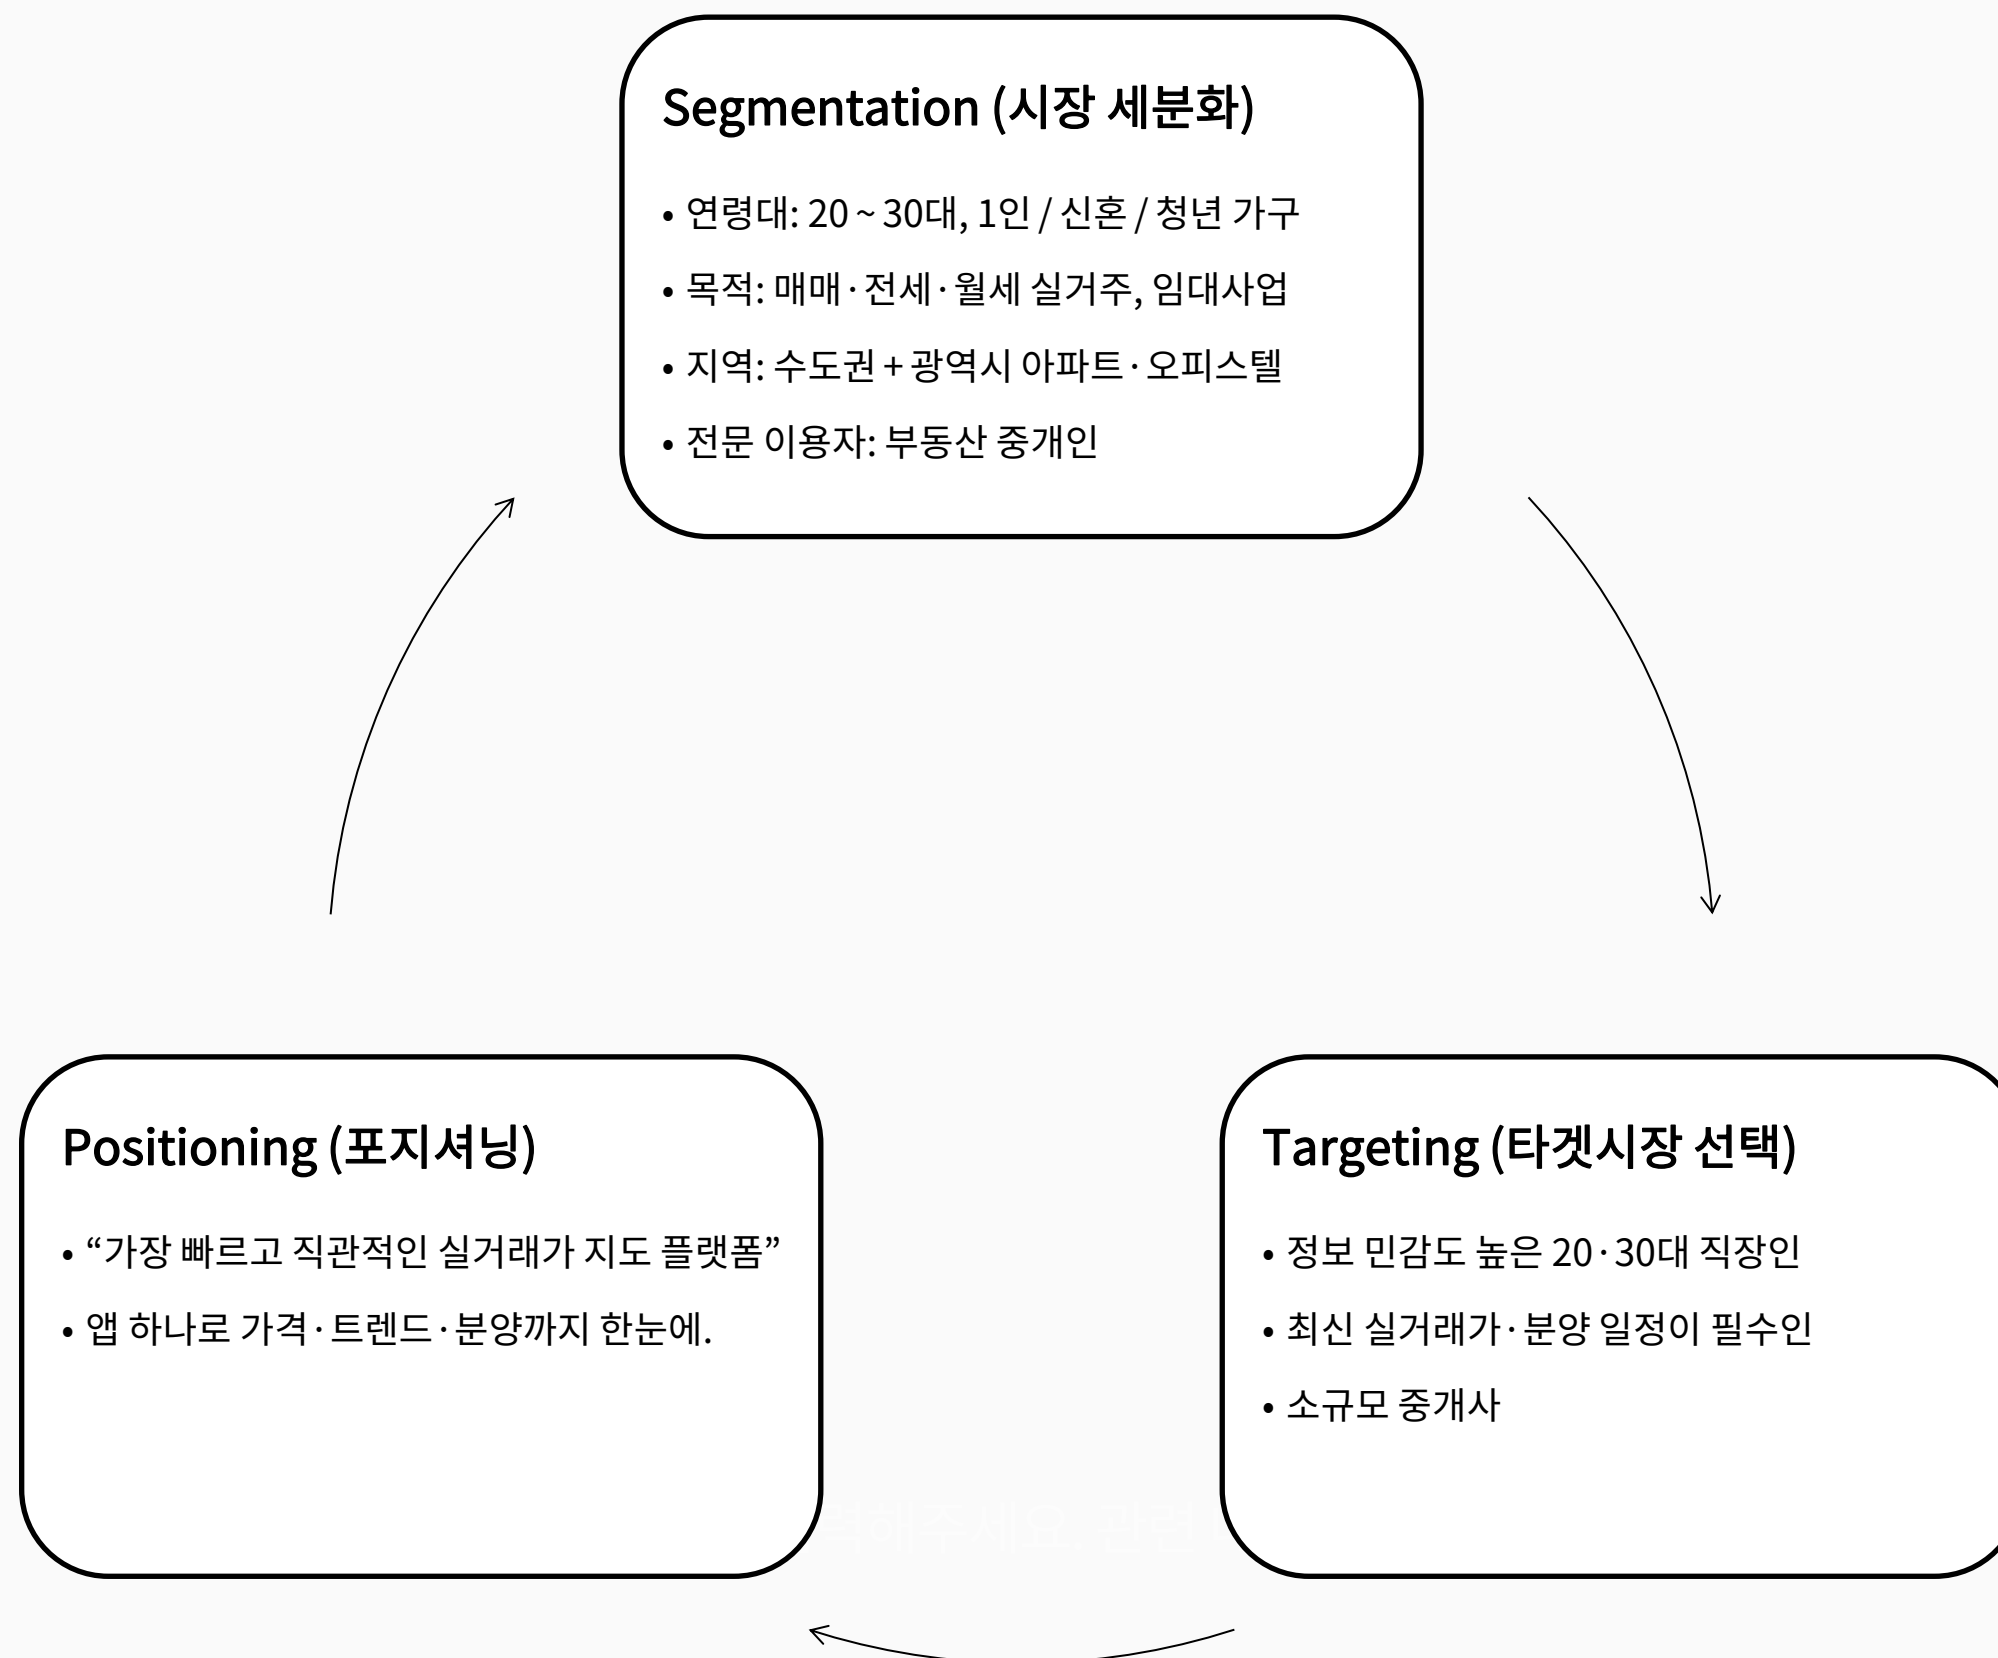 Segmentation (시장 세분화)
• 연령대: 20 ~ 30대, 1인 / 신혼 / 청년 가구
• 목적: 매매·전세·월세 실거주, 임대사업
• 지역: 수도권 + 광역시 아파트·오피스텔
• 전문 이용자: 부동산 중개인
Positioning (포지셔닝)
• “가장 빠르고 직관적인 실거래가 지도 플랫폼”
• 앱 하나로 가격·트렌드·분양까지 한눈에.
Targeting (타겟시장 선택)
• 정보 민감도 높은 20·30대 직장인
• 최신 실거래가·분양 일정이 필수인
• 소규모 중개사
해주세요. 관련